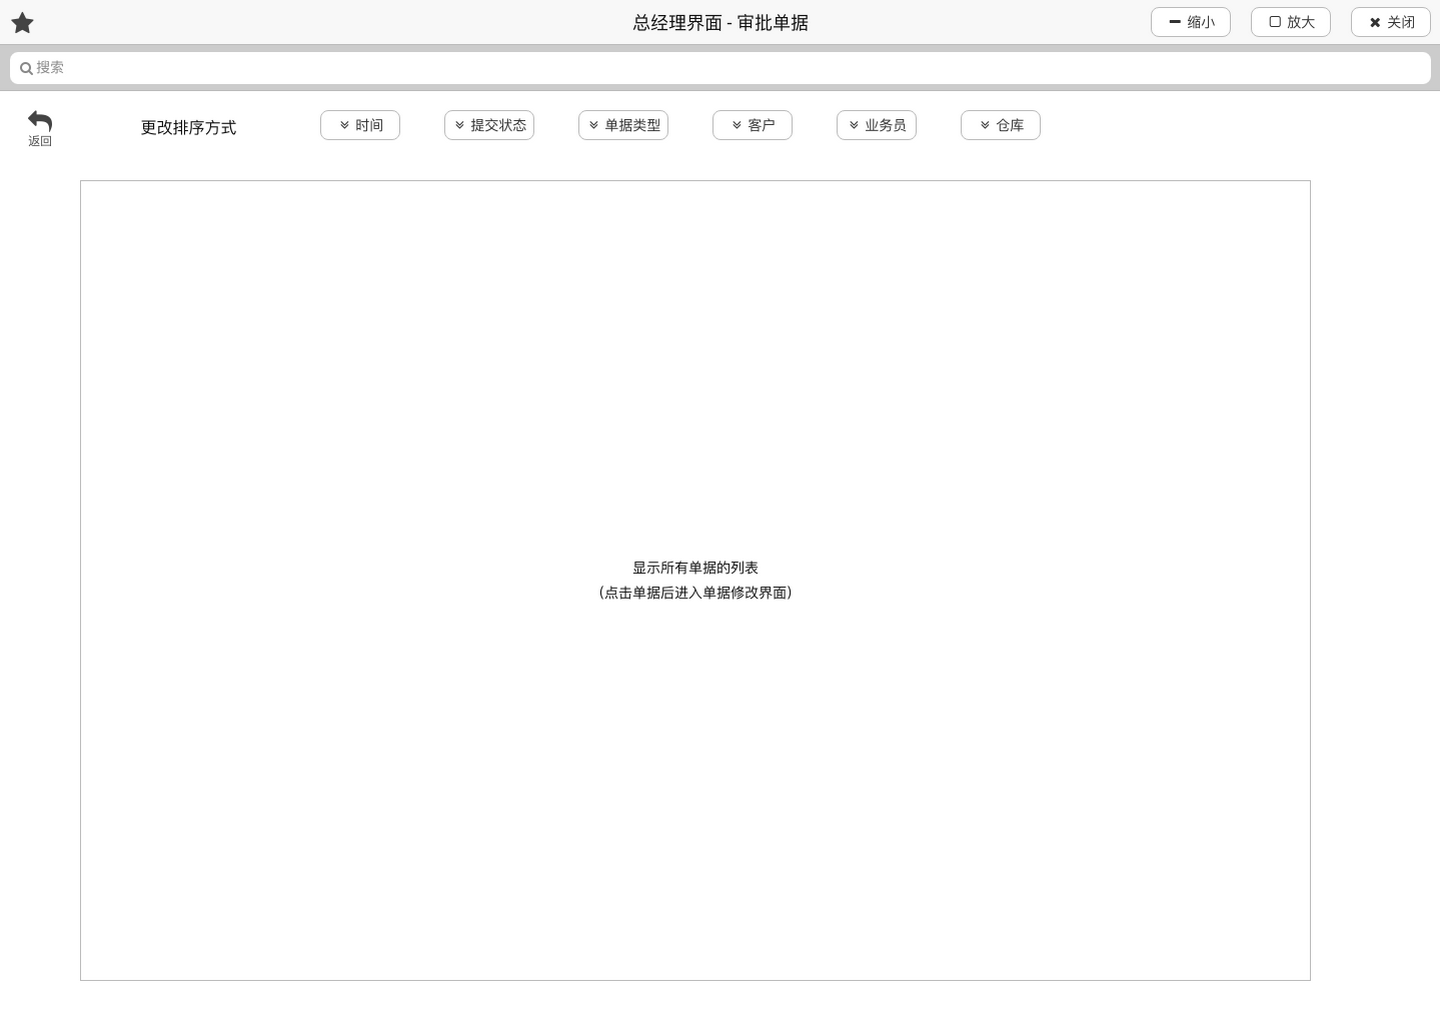 总经理界面 - 审批单据
缩小
放大
关闭
搜索
返回
更改排序方式
时间
提交状态
单据类型
客户
业务员
仓库
显示所有单据的列表
(点击单据后进入单据修改界面)